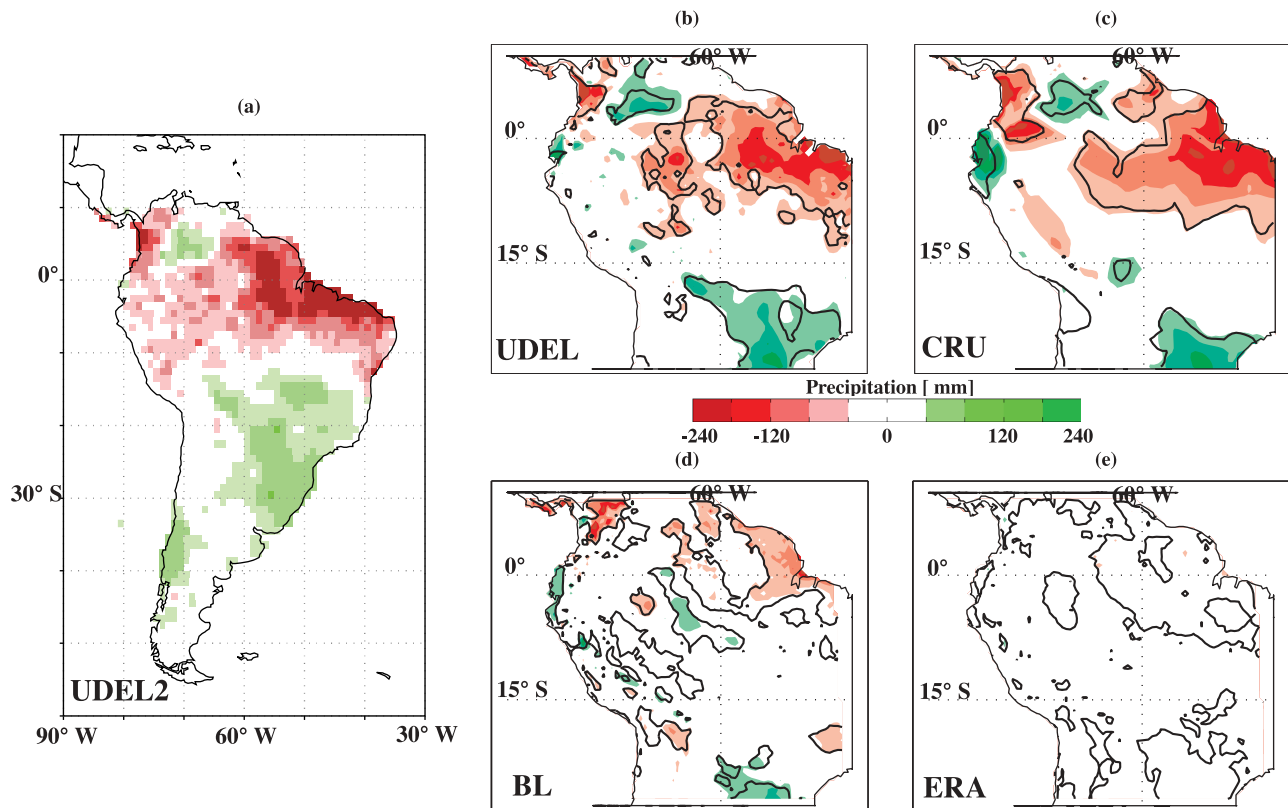 (a)
0°
30° S
UDEL2
90° W
60° W
30° W
(b)
60° W
0°
15° S
UDEL
(c)
60° W
0°
15° S
CRU
Precipitation [ mm]
-240 -120 0 120 240
(d)
60° W
0°
15° S
BL
(e)
60° W
0°
15° S
ERA